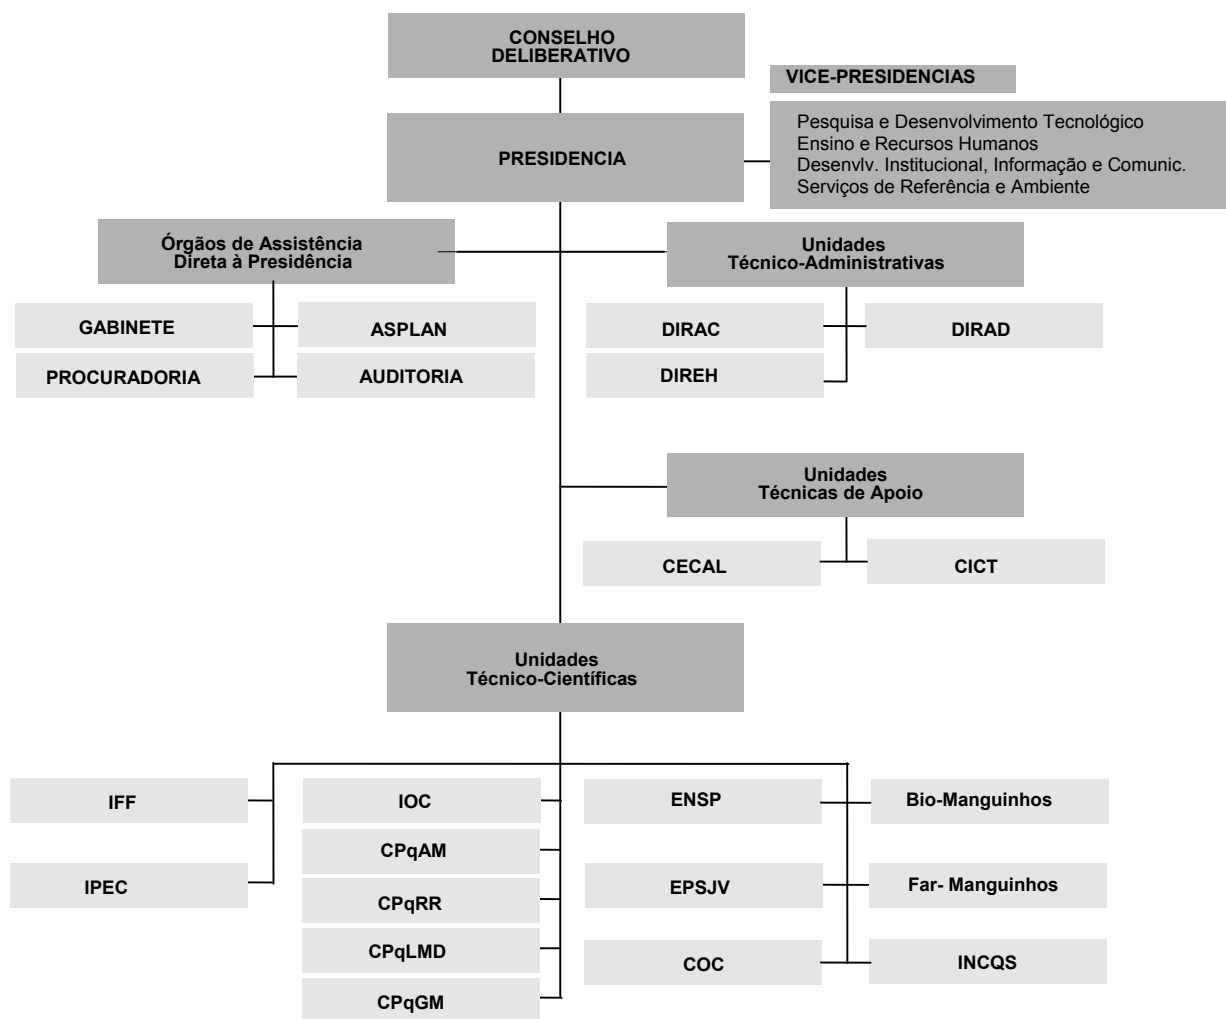 CONSELHO
DELIBERATIVO
VICE-PRESIDENCIAS
Pesquisa e Desenvolvimento Tecnológico
Ensino e Recursos Humanos
Desenvlv. Institucional, Informação e Comunic.
Serviços de Referência e Ambiente
PRESIDENCIA
Órgãos de Assistência
Direta à Presidência
Unidades
Técnico-Administrativas
GABINETE
ASPLAN
DIRAC
DIRAD
PROCURADORIA
AUDITORIA
DIREH
Unidades
Técnicas de Apoio
CECAL
CICT
Unidades
Técnico-Científicas
IFF
IOC
ENSP
Bio-Manguinhos
CPqAM
IPEC
EPSJV
Far- Manguinhos
CPqRR
CPqLMD
COC
INCQS
CPqGM